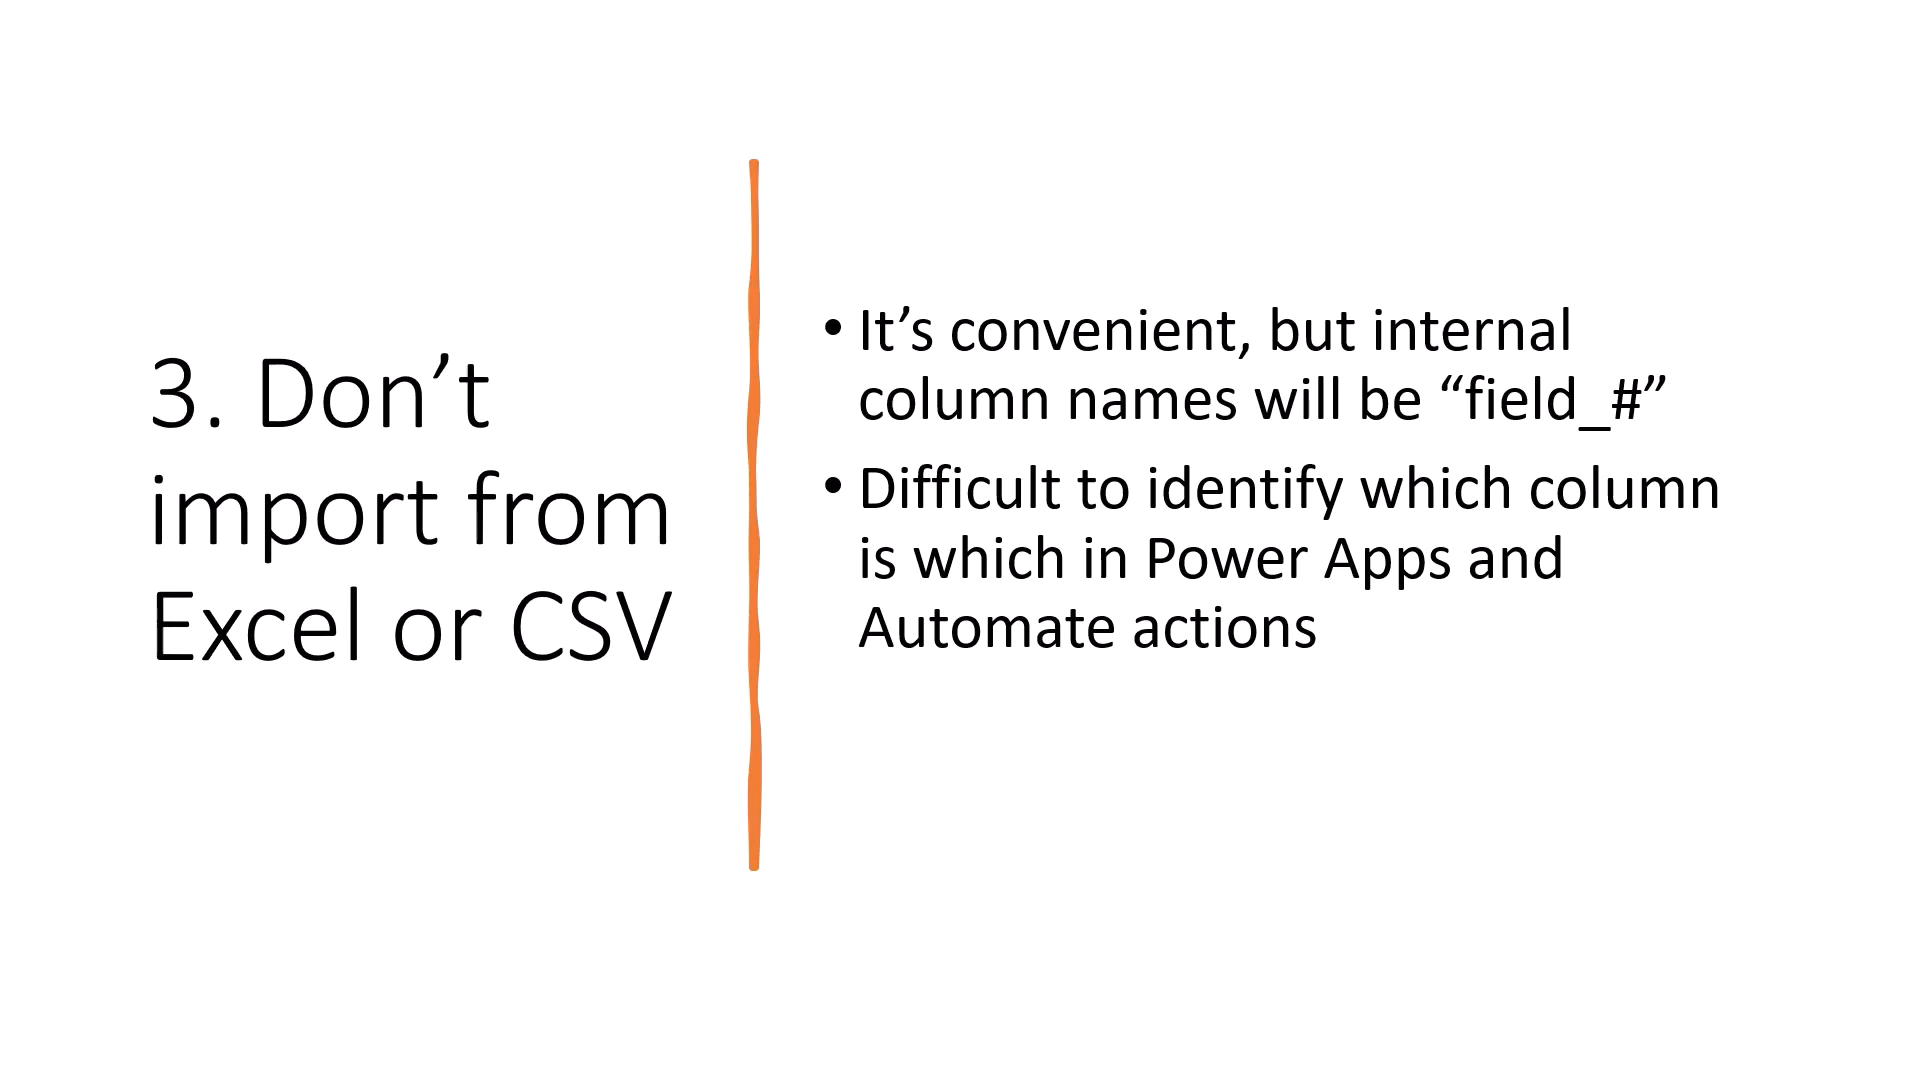 3. Don’t
import from
Excel or CSV
• It’s convenient, but internal
column names will be “field_#”
• Difficult to identify which column
is which in Power Apps and
Automate actions